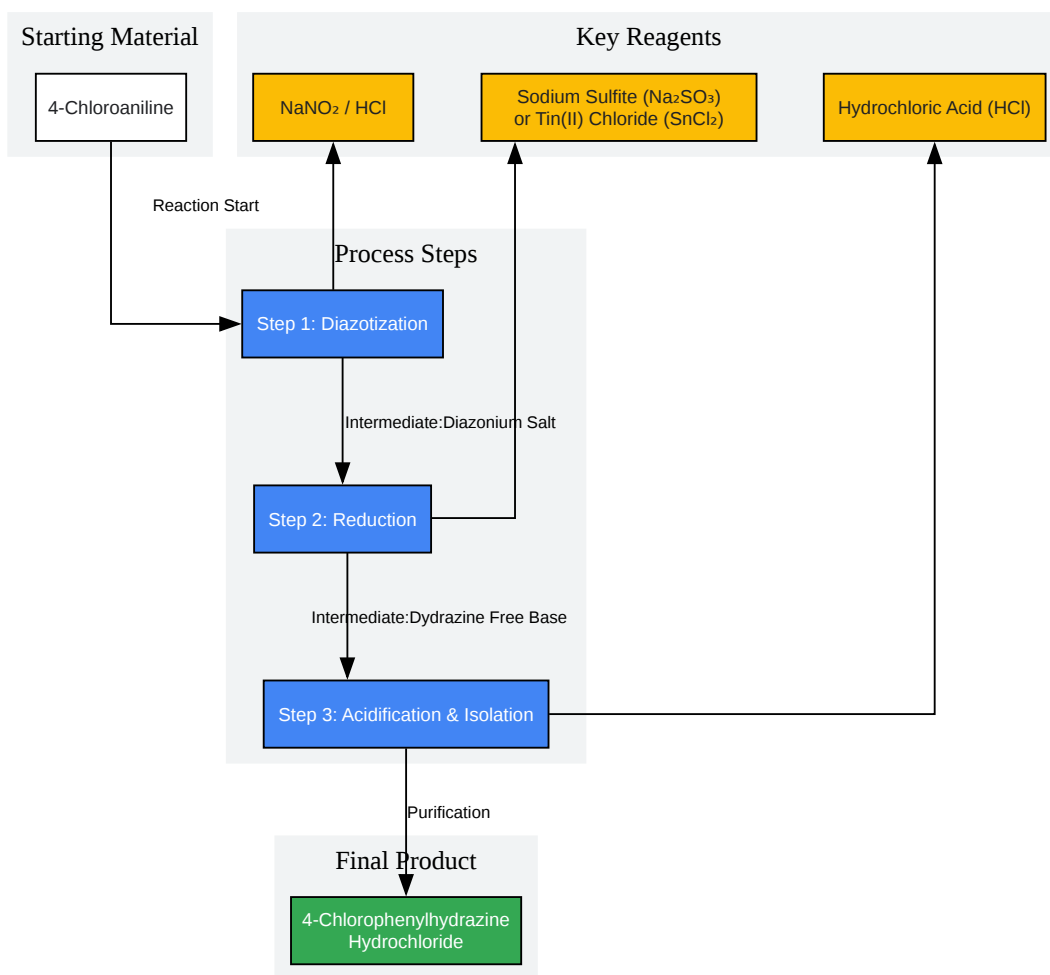 Starting Material
Key Reagents
4-Chloroaniline
NaNO₂ / HCl
Sodium Sulfite (Na₂SO₃)
or Tin(II) Chloride (SnCl₂)
Hydrochloric Acid (HCl)
Reaction Start
Process Steps
Step 1: Diazotization
Intermediate:Diazonium Salt
Step 2: Reduction
Intermediate:Dydrazine Free Base
Step 3: Acidification & Isolation
Purification
Final Product
4-Chlorophenylhydrazine
Hydrochloride